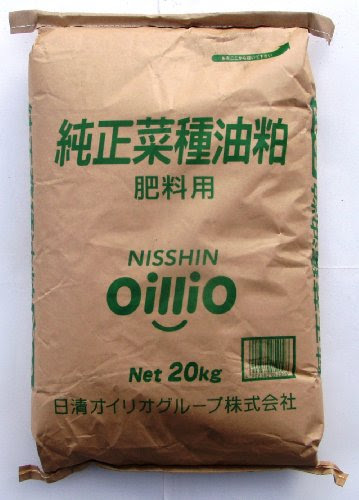 純正菜種油粕
肥料用
NISSHIN
OilliO
Net 20kg
日清オイリオグループ株式会社